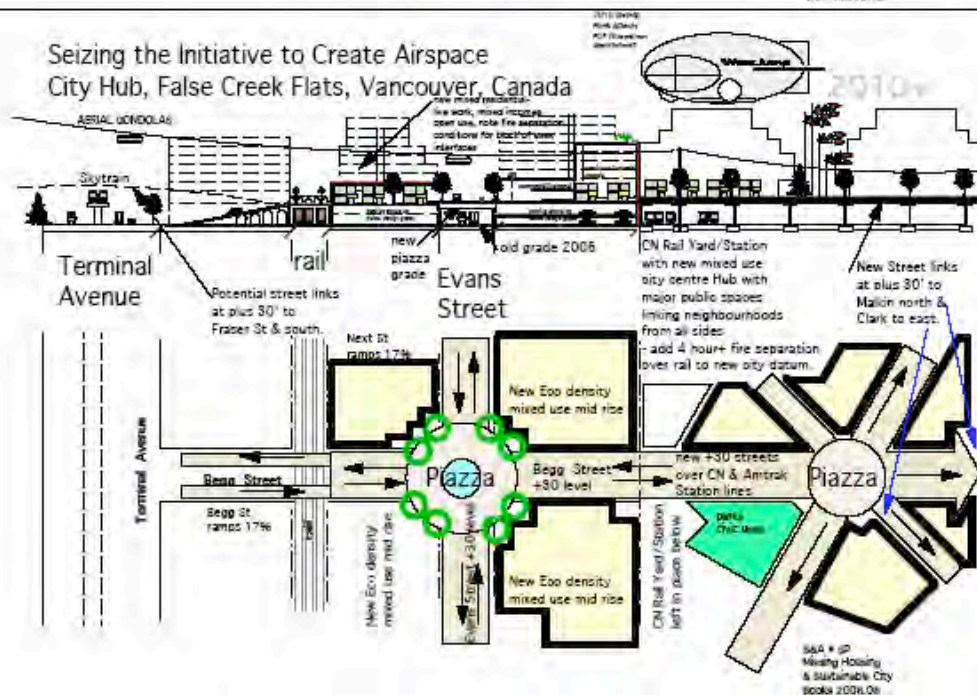 Seizing the Initiative to Create Airspace
City Hub, False Creek Flats, Vancouver, Canada
2010
AERIAL GONDOLAS
new mixed residential-
live work, mixed incomes
open use, note fire separation
conditions for
interfaces
Skytrain
Terminal
Avenue
rail
new
piazza
grade
old grade 2006
Evans
Street
Potential street links
at plus 30' to
Fraser St & south.
CN Rail Yard/Station
with new mixed use
city centre Hub with
major public spaces
linking neighbourhoods
from all sides
- add 4 hour+ fire separation
over rail to new city datum.
New Street links
at plus 30' to
Malkin north &
Clark to east.
Next St
ramps 17%
New Eco density
mixed use mid rise
Terminal Avenue
Begg Street
Begg St
ramps 17%
rail
Piazza
Begg Street
+30 level
new +30 streets
over CN & Amtrak
Station lines
Piazza
New Eco density
mixed use mid rise
Evans Street +30 level
New Eco density
mixed use mid rise
CN Rail Yard/Station
left in place below
Missing Housing
& Sustainable City